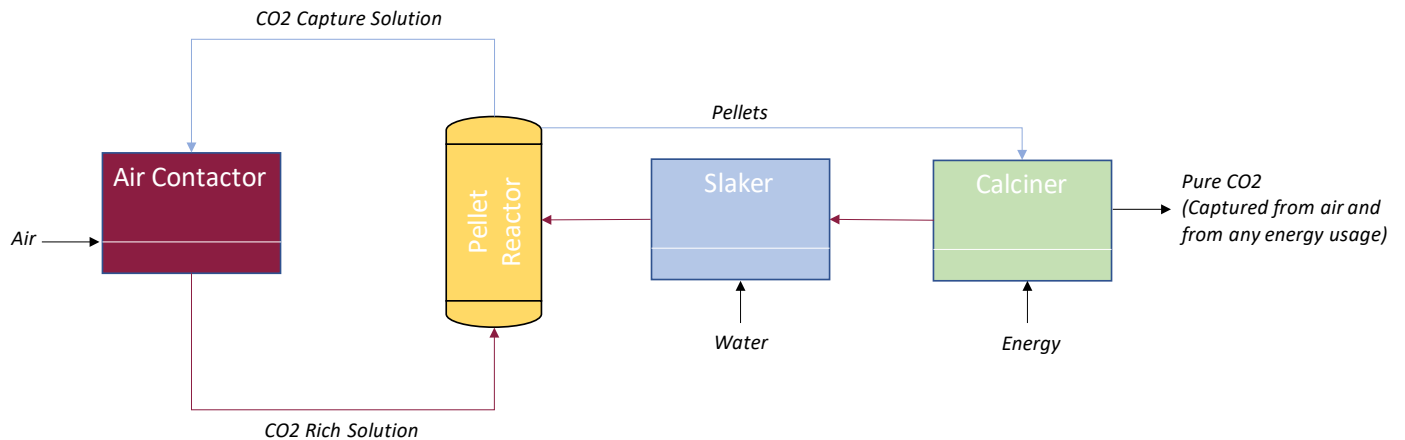 CO2 Capture Solution
Pellets
Air Contactor
Pellet
Reactor
Slaker
Calciner
Pure CO2
(Captured from air and
from any energy usage)
Air
Water
Energy
CO2 Rich Solution